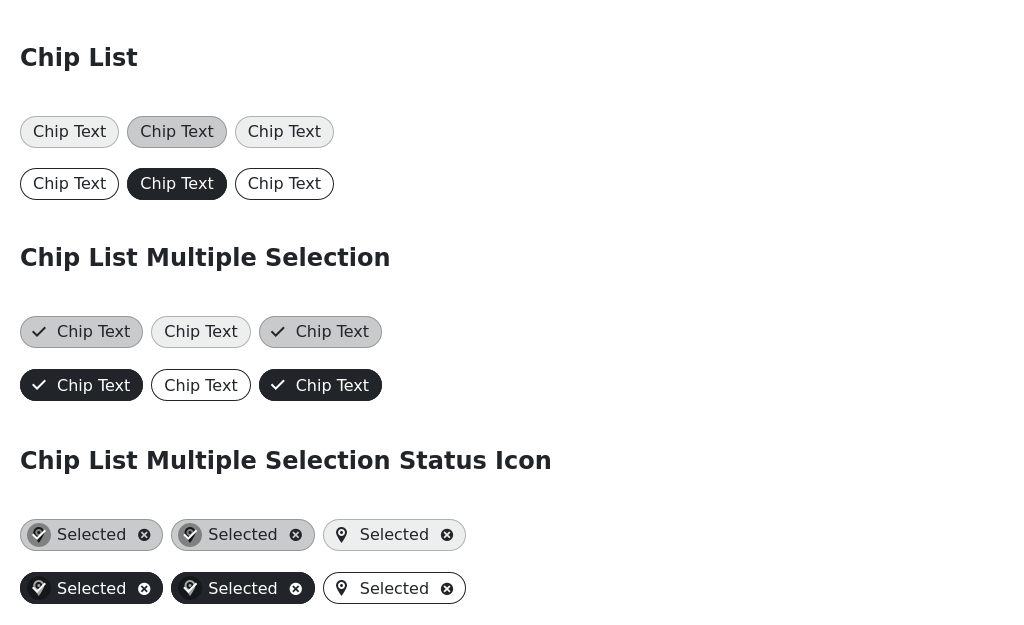 Chip List
Chip Text Chip Text Chip Text
Chip Text Chip Text Chip Text
Chip List Multiple Selection
Chip Text Chip Text Chip Text
Chip Text Chip Text Chip Text
Chip List Multiple Selection Status Icon
Selected Selected Selected
Selected Selected Selected